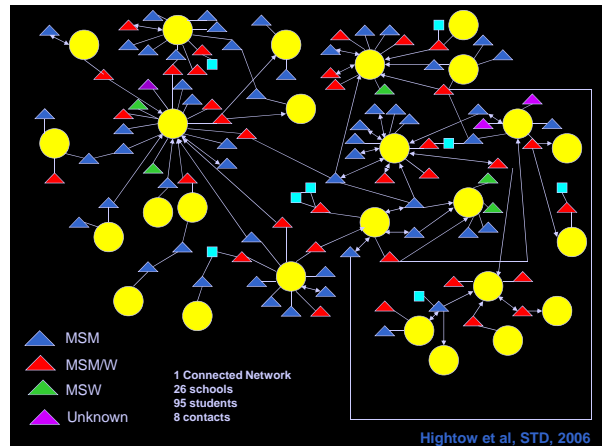 MSM
MSM/W
MSW
Unknown
1 Connected Network
26 schools
95 students
8 contacts
Hightow et al, STD, 2006